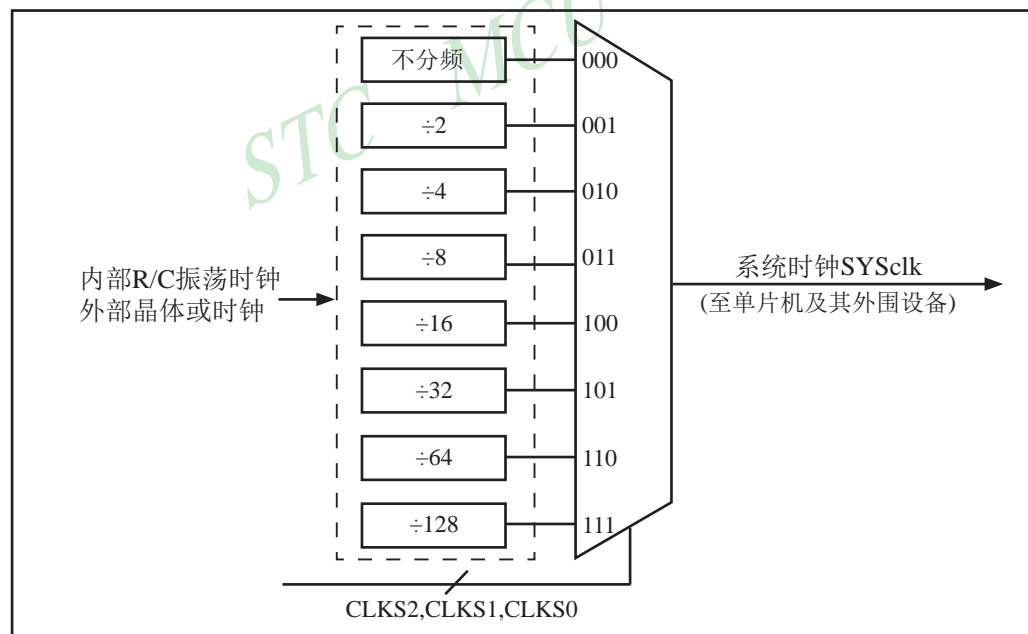 STC MCU
不分频
000
÷2
001
÷4
010
÷8
011
÷16
100
÷32
101
÷64
110
÷128
111
内部R/C振荡时钟
外部晶体或时钟
系统时钟SYSclk
(至单片机及其外围设备)
CLKS2,CLKS1,CLKS0